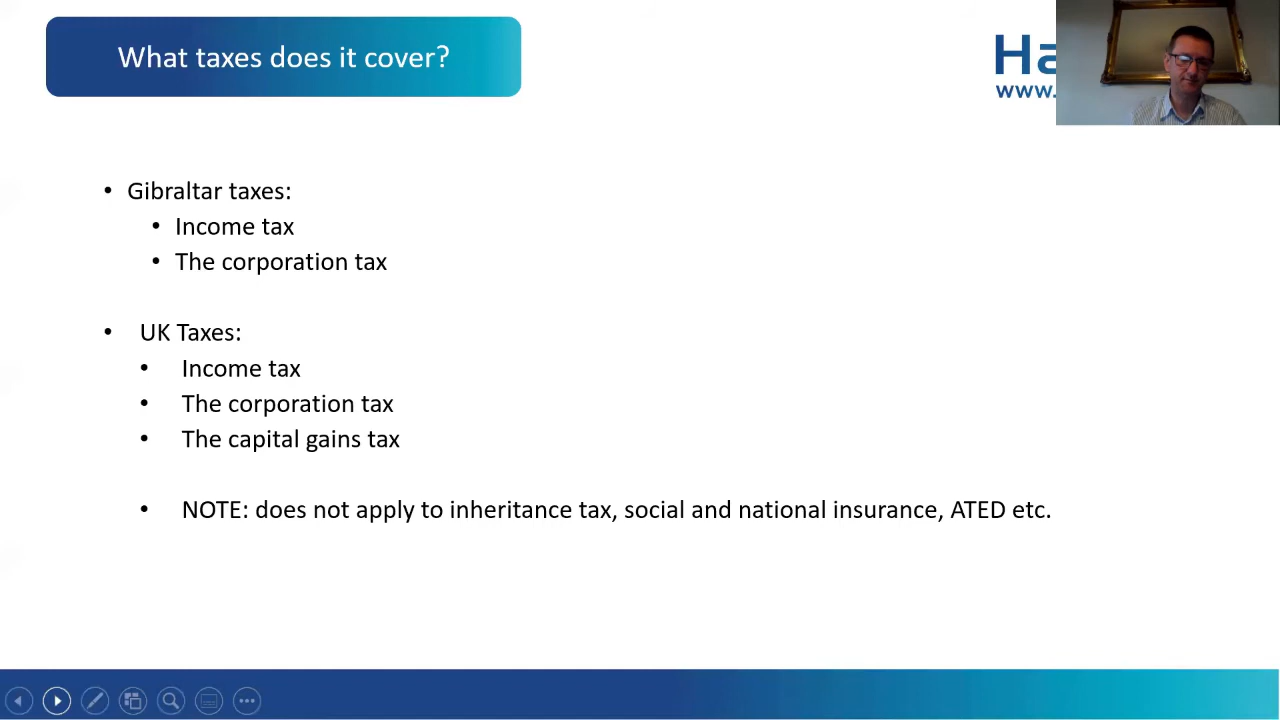 What taxes does it cover?
Ha
www.
• Gibraltar taxes:
• Income tax
• The corporation tax
• UK Taxes:
• Income tax
• The corporation tax
• The capital gains tax
• NOTE: does not apply to inheritance tax, social and national insurance, ATED etc.